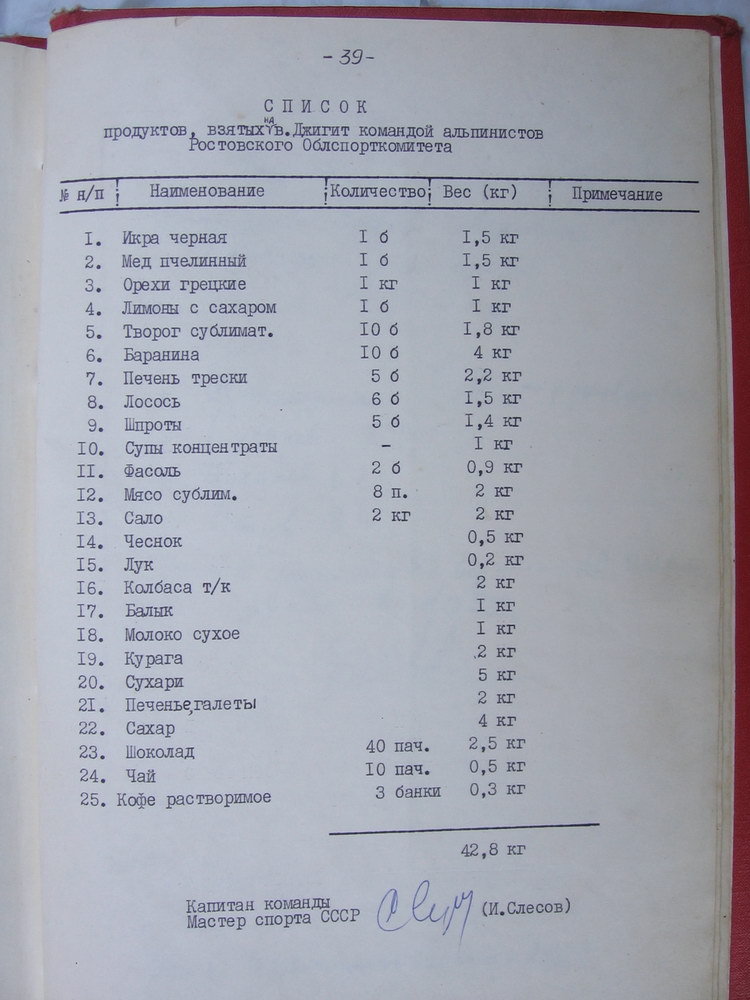 -39-
СПИСОК
продуктов, взятых на в.Джигит командой альпинистов
Ростовского Облспорткомитета
№ н/п ¦ Наименование ¦ Количество ¦ Вес (кг) ¦ Примечание
I. Икра черная I б I,5 кг
2. Мед пчелинный I б I,5 кг
3. Орехи грецкие I кг I кг
4. Лимоны с сахаром I б I кг
5. Творог сублимат. I0 б I,8 кг
6. Баранина I0 б 4 кг
7. Печень трески 5 б 2,2 кг
8. Лосось 6 б I,5 кг
9. Шпроты 5 б I,4 кг
I0. Супы концентраты – I кг
II. Фасоль 2 б 0,9 кг
I2. Мясо сублим. 8 п. 2 кг
I3. Сало 2 кг 2 кг
I4. Чеснок 0,5 кг
I5. Лук 0,2 кг
I6. Колбаса т/к 2 кг
I7. Балык I кг
I8. Молоко сухое I кг
I9. Курага 2 кг
20. Сухари 5 кг
2I. Печенье,галеты 2 кг
22. Сахар 4 кг
23. Шоколад 40 пач. 2,5 кг
24. Чай I0 пач. 0,5 кг
25. Кофе растворимое 3 банки 0,3 кг
42,8 кг
Капитан команды
Мастер спорта СССР (И.Слесов)